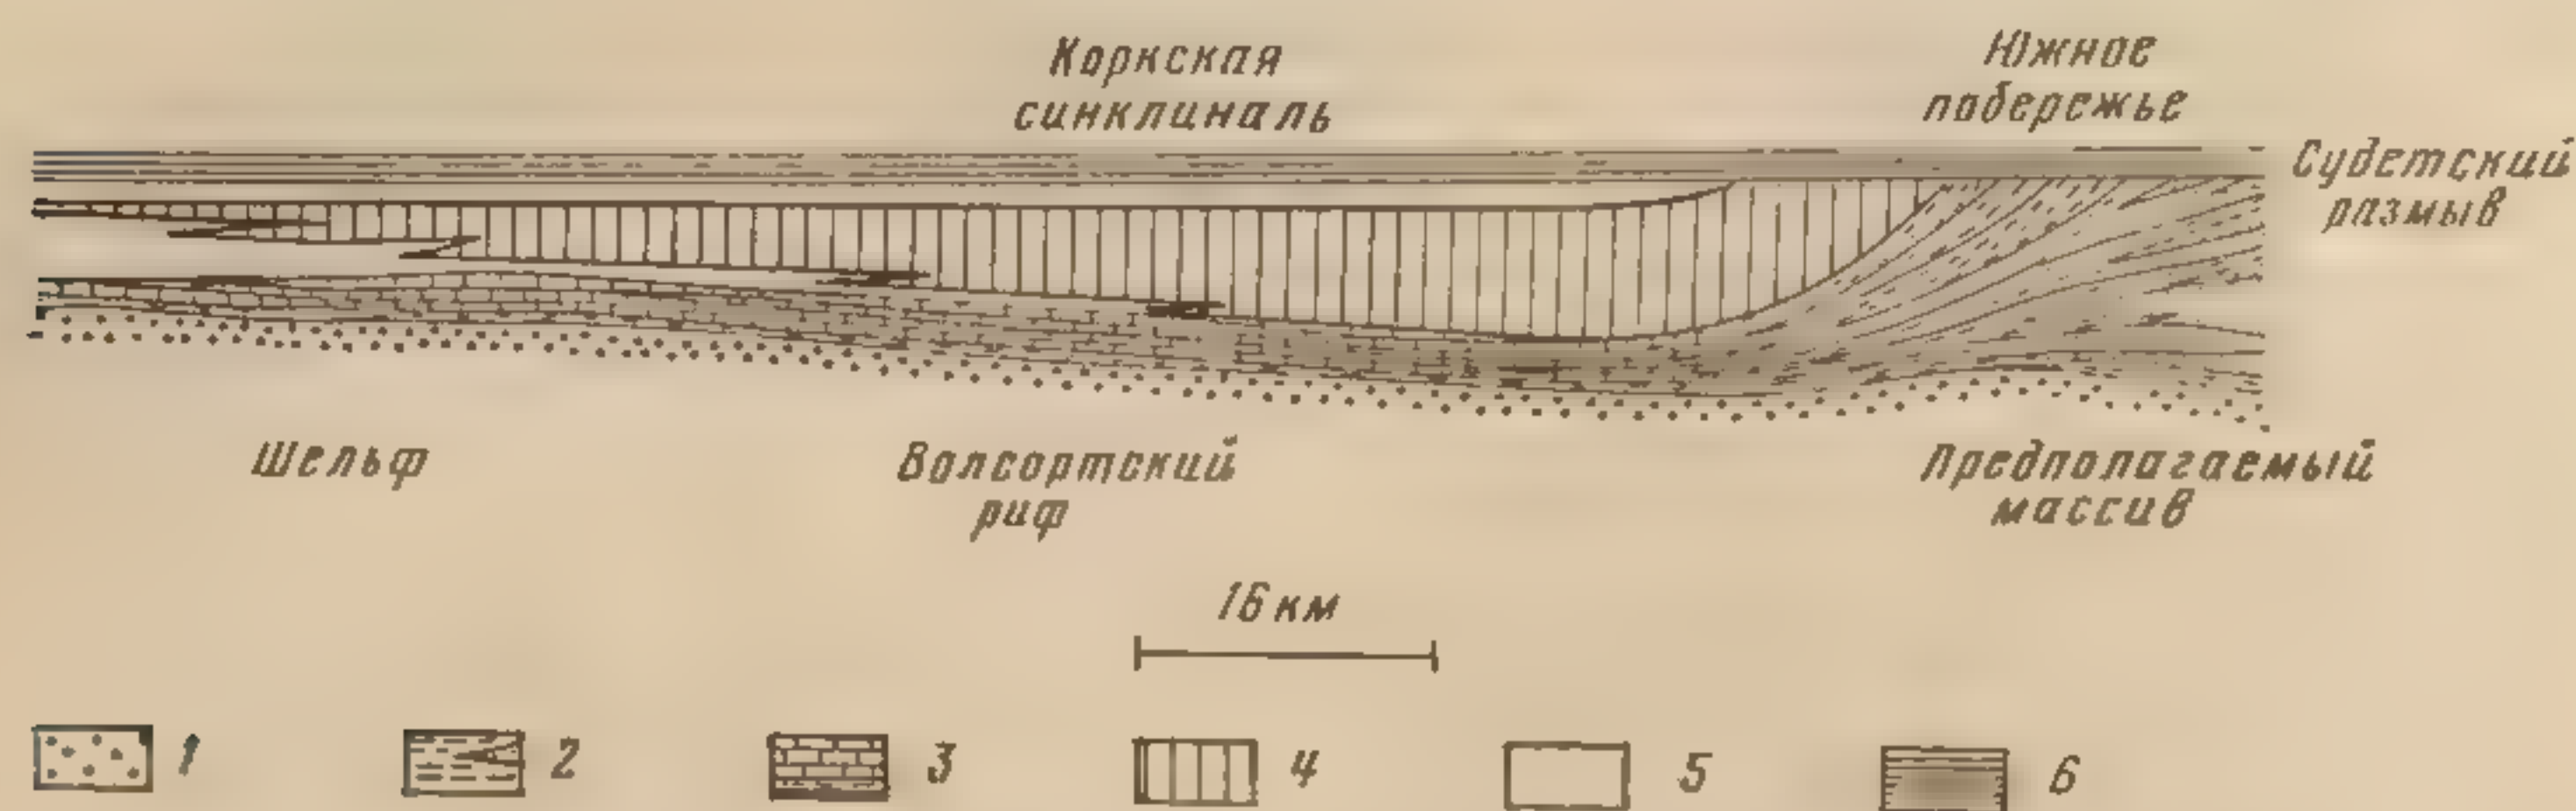 Коркская
синклиналь
Южное
побережье
Судетский
размыв
Шельф
Волсортский
риф
Предполагаемый
массив
16 км
1
2
3
4
5
6